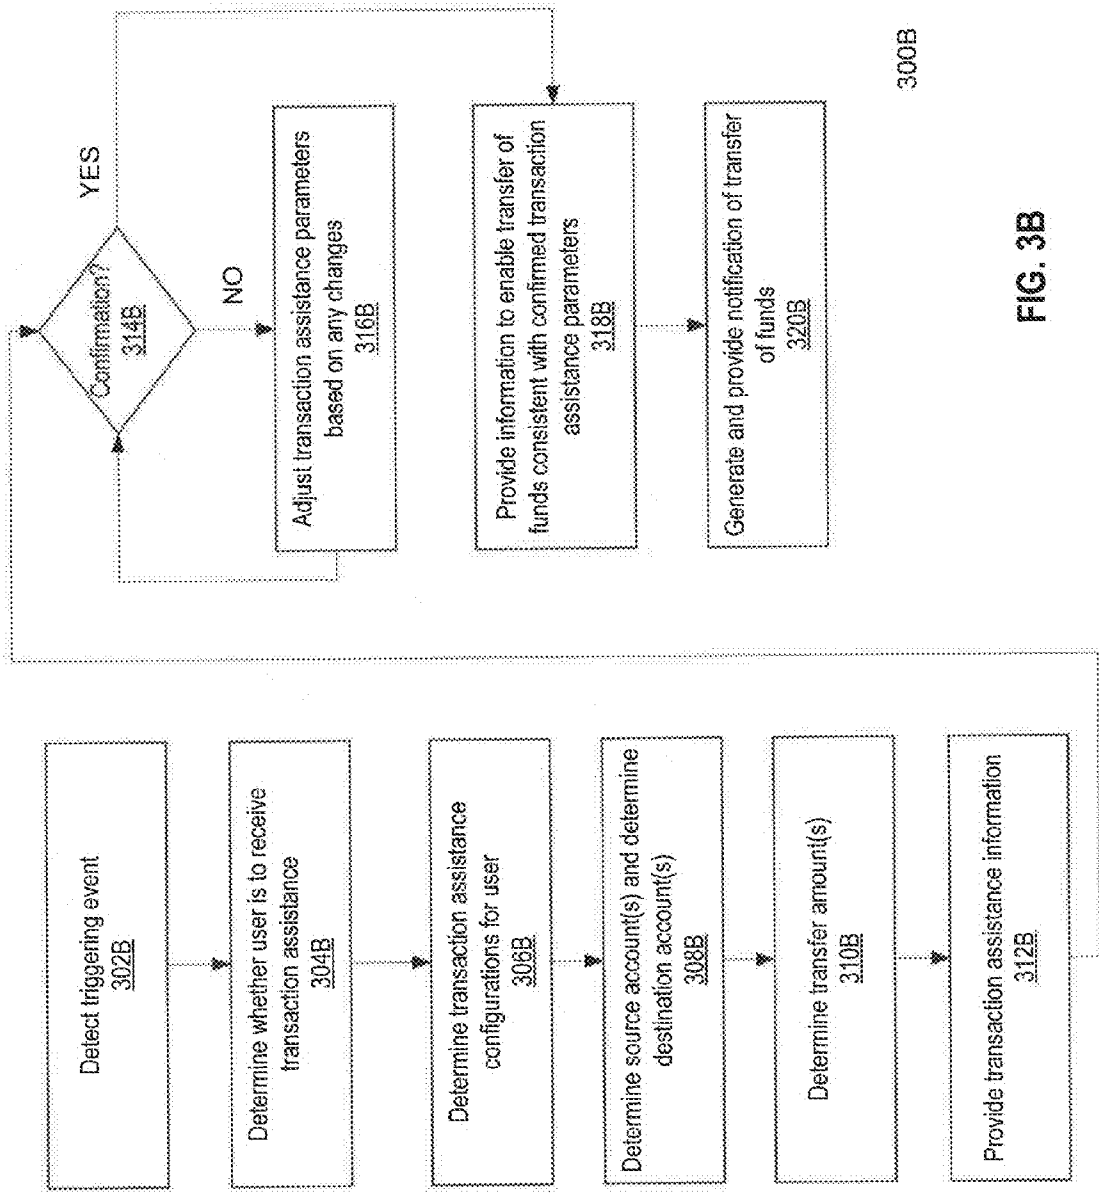 Detect triggering event
302B
Determine whether user is to receive
transaction assistance
304B
Determine transaction assistance
configurations for user
306B
Determine source account(s) and determine
destination account(s)
308B
Determine transfer amount(s)
310B
Provide transaction assistance information
312B
Confirmation?
314B
YES
NO
Adjust transaction assistance parameters
based on any changes
316B
Provide information to enable transfer of
funds consistent with confirmed transaction
assistance parameters
318B
Generate and provide notification of transfer
of funds
320B
300B
FIG. 3B